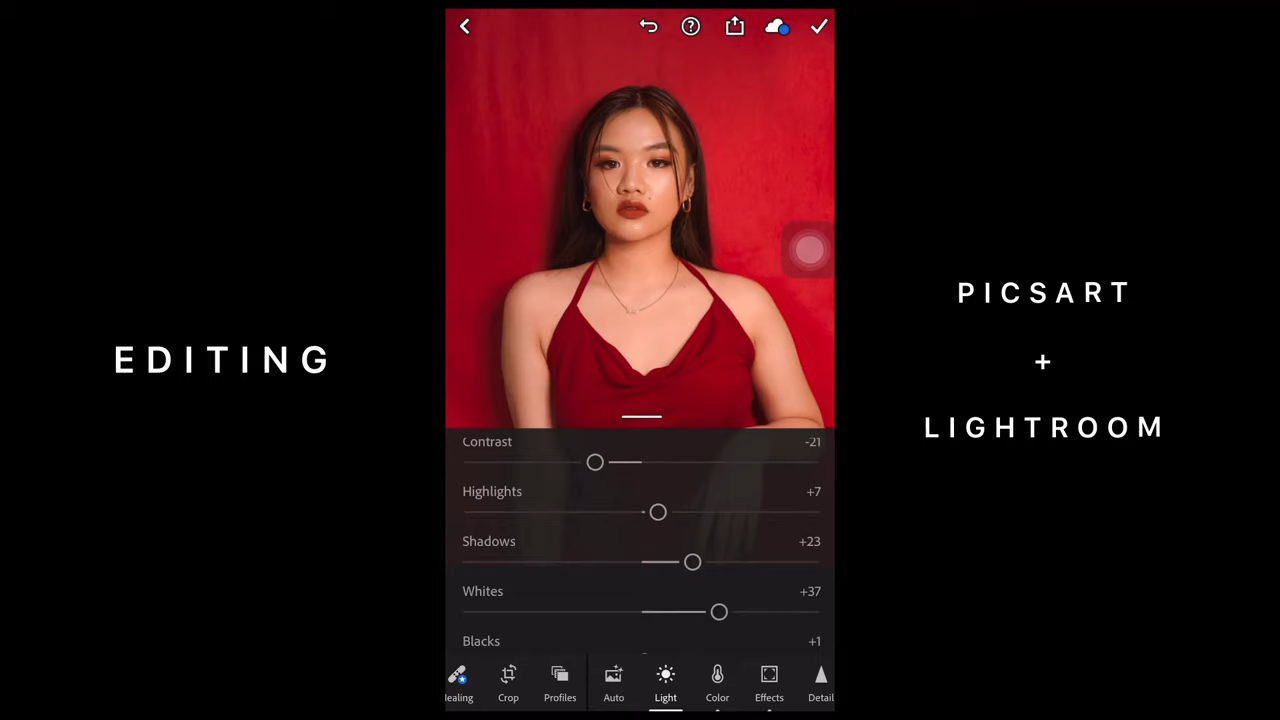 EDITING
PICSART
+
LIGHTROOM
Contrast -21
Highlights +7
Shadows +23
Whites +37
Blacks +1
ealing Crop Profiles Auto Light Color Effects Detail